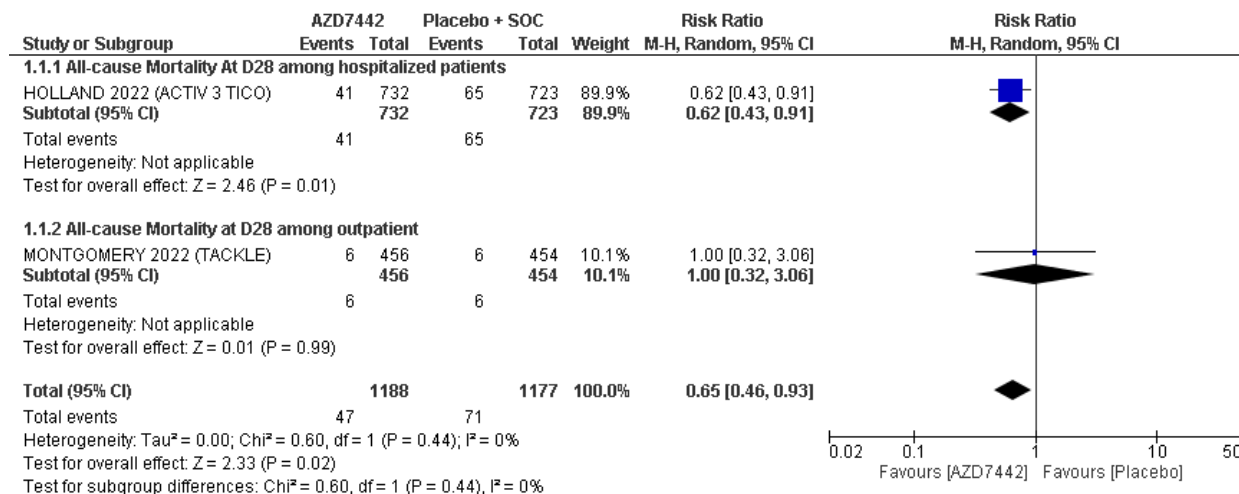 AZD7442 Placebo + SOC Risk Ratio Risk Ratio
Study or Subgroup Events Total Events Total Weight M-H, Random, 95% CI M-H, Random, 95% CI
1.1.1 All-cause Mortality At D28 among hospitalized patients
HOLLAND 2022 (ACTIV 3 TICO) 41 732 65 723 89.9% 0.62 [0.43, 0.91]
Subtotal (95% CI) 732 723 89.9% 0.62 [0.43, 0.91]
Total events 41 65
Heterogeneity: Not applicable
Test for overall effect: Z = 2.46 (P = 0.01)
1.1.2 All-cause Mortality at D28 among outpatient
MONTGOMERY 2022 (TACKLE) 6 456 6 454 10.1% 1.00 [0.32, 3.06]
Subtotal (95% CI) 456 454 10.1% 1.00 [0.32, 3.06]
Total events 6 6
Heterogeneity: Not applicable
Test for overall effect: Z = 0.01 (P = 0.99)
Total (95% CI) 1188 1177 100.0% 0.65 [0.46, 0.93]
Total events 47 71
Heterogeneity: Tau² = 0.00; Chi² = 0.60, df = 1 (P = 0.44); I² = 0%
Test for overall effect: Z = 2.33 (P = 0.02)
Test for subgroup differences: Chi² = 0.60, df = 1 (P = 0.44), I² = 0%
0.02 0.1 1 10 50
Favours [AZD7442] Favours [Placebo]